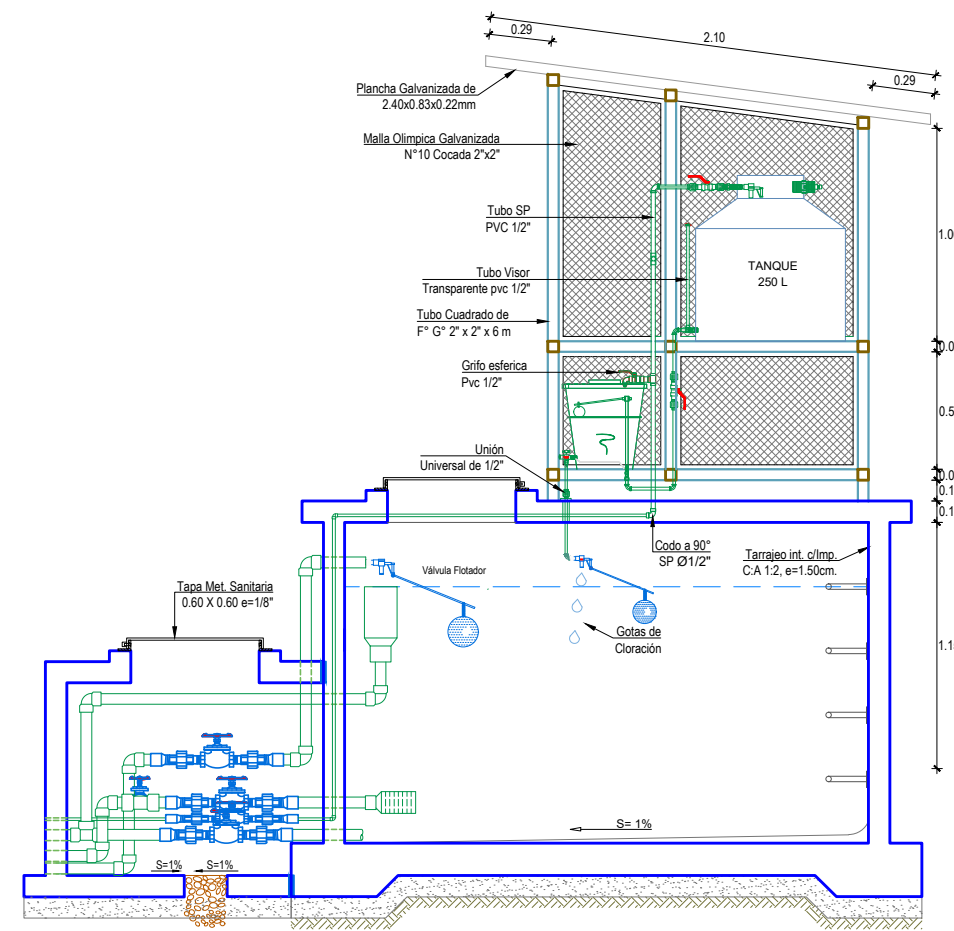 0.29
2.10
0.29
Plancha Galvanizada de
2.40x0.83x0.22mm
Malla Olimpica Galvanizada
N°10 Cocada 2"x2"
Tubo SP
PVC 1/2"
Tubo Visor
Transparente pvc 1/2"
TANQUE
250 L
Tubo Cuadrado de
F° G° 2" x 2" x 6 m
Grifo esferica
Pvc 1/2"
Unión
Universal de 1/2"
Codo a 90°
SP Ø1/2"
Tarrajeo int. c/Imp.
C:A 1:2, e=1.50cm.
Válvula Flotador
Tapa Met. Sanitaria
0.60 X 0.60 e=1/8"
Gotas de
Cloración
S= 1%
S=1%
S=1%